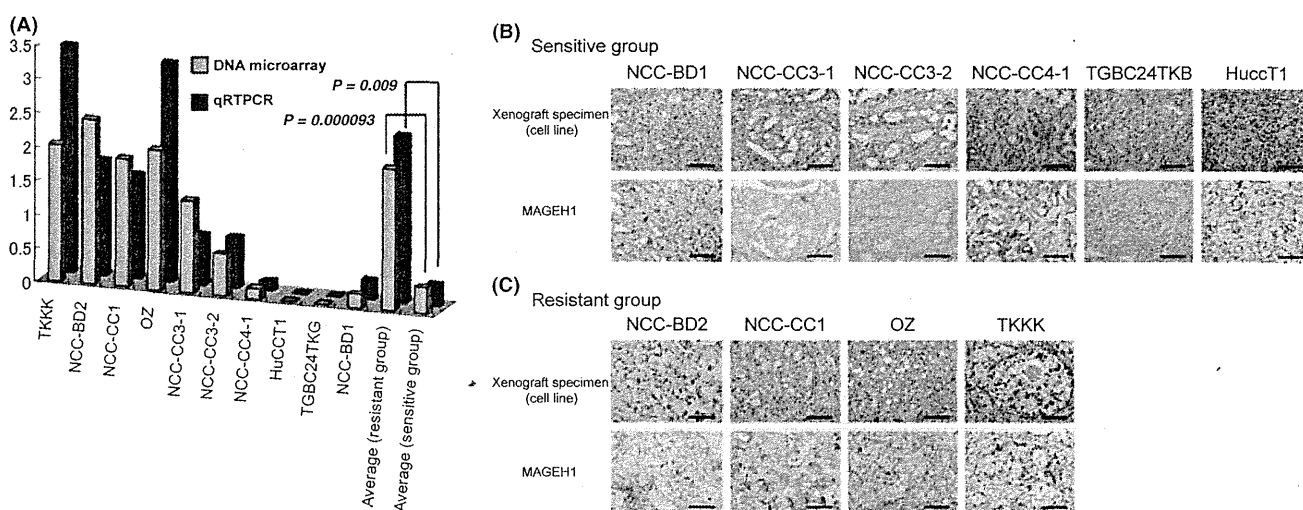 (A)
3.5
3
2.5
2
1.5
1
0.5
0
DNA microarray
qRTPCR
P = 0.009
P = 0.000093
TKKK
NCC-BD2
NCC-CC1
OZ
NCC-CC3-1
NCC-CC3-2
NCC-CC4-1
HuCCT1
TGBC24TKG
NCC-BD1
Average (resistant group)
Average (sensitive group)
(B)
Sensitive group
NCC-BD1 NCC-CC3-1 NCC-CC3-2 NCC-CC4-1 TGBC24TKB HuccT1
Xenograft specimen
(cell line)
MAGEH1
(C)
Resistant group
NCC-BD2 NCC-CC1 OZ TKKK
Xenograft specimen
(cell line)
MAGEH1